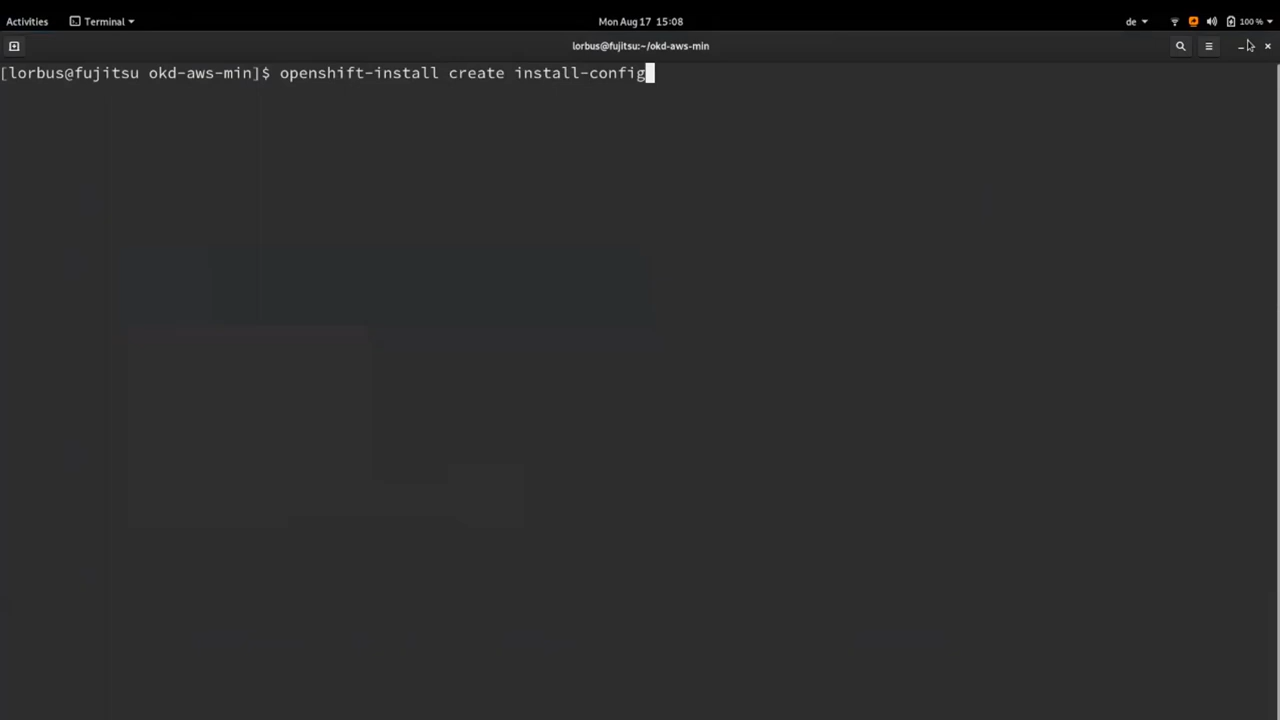 Activities Terminal Mon Aug 17 15:08 de 100 %
lorbus@fujitsu:~/okd-aws-min
[lorbus@fujitsu okd-aws-min]$ openshift-install create install-config